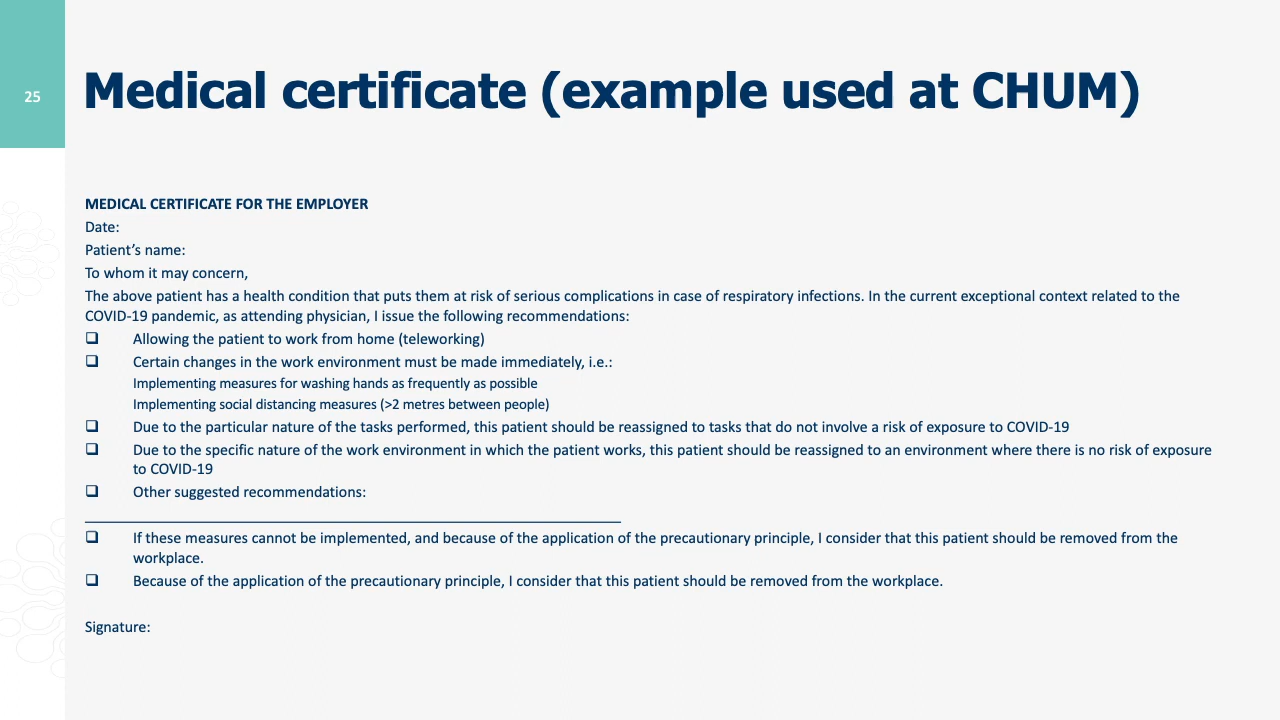 25
Medical certificate (example used at CHUM)
MEDICAL CERTIFICATE FOR THE EMPLOYER
Date:
Patient’s name:
To whom it may concern,
The above patient has a health condition that puts them at risk of serious complications in case of respiratory infections. In the current exceptional context related to the
COVID-19 pandemic, as attending physician, I issue the following recommendations:
❑ Allowing the patient to work from home (teleworking)
❑ Certain changes in the work environment must be made immediately, i.e.:
Implementing measures for washing hands as frequently as possible
Implementing social distancing measures (>2 metres between people)
❑ Due to the particular nature of the tasks performed, this patient should be reassigned to tasks that do not involve a risk of exposure to COVID-19
❑ Due to the specific nature of the work environment in which the patient works, this patient should be reassigned to an environment where there is no risk of exposure
to COVID-19
❑ Other suggested recommendations:
❑ If these measures cannot be implemented, and because of the application of the precautionary principle, I consider that this patient should be removed from the
workplace.
❑ Because of the application of the precautionary principle, I consider that this patient should be removed from the workplace.
Signature: